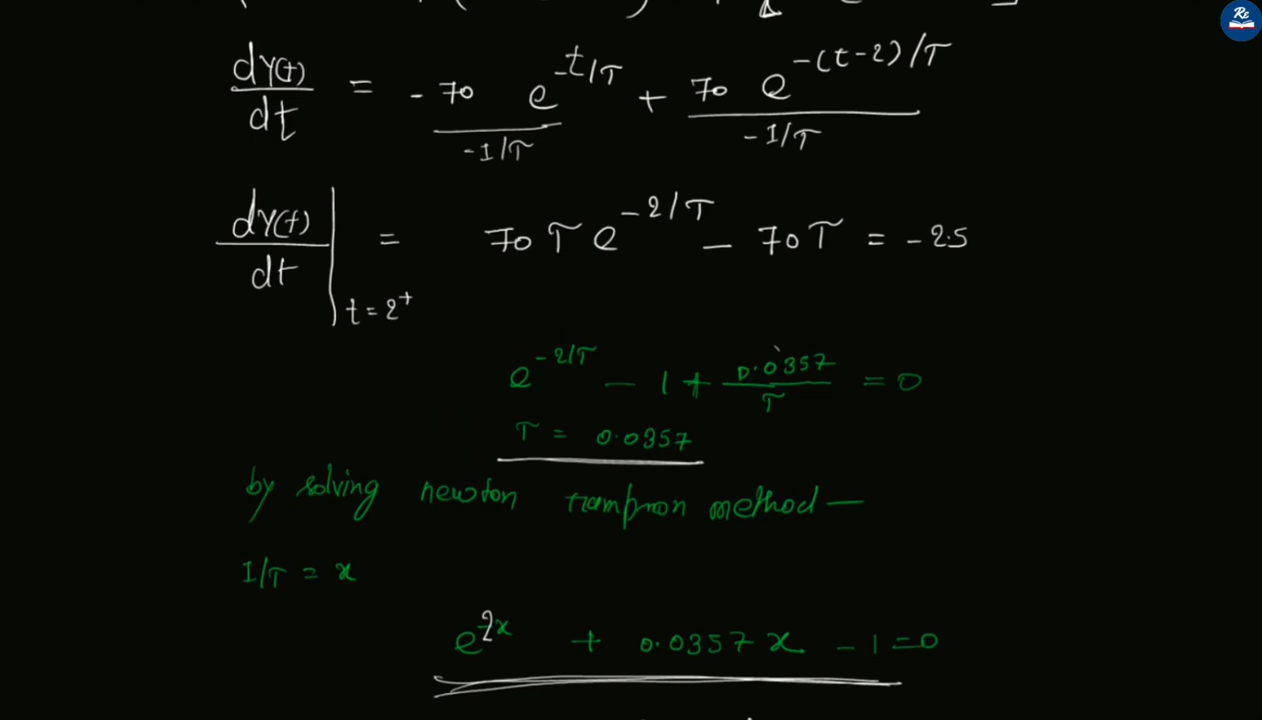 dY(t)/dt = -70 e^(-t/τ) / (-1/τ) + 70 e^(-(t-2)/τ) / (-1/τ)
dY(t)/dt | t=2⁺ = 70 τ e^(-2/τ) - 70 τ = -2.5
e^(-2/τ) - 1 + 0.0357/τ = 0
τ = 0.0357
by solving newton method —
1/τ = x
e^(-2x) + 0.0357 x - 1 = 0